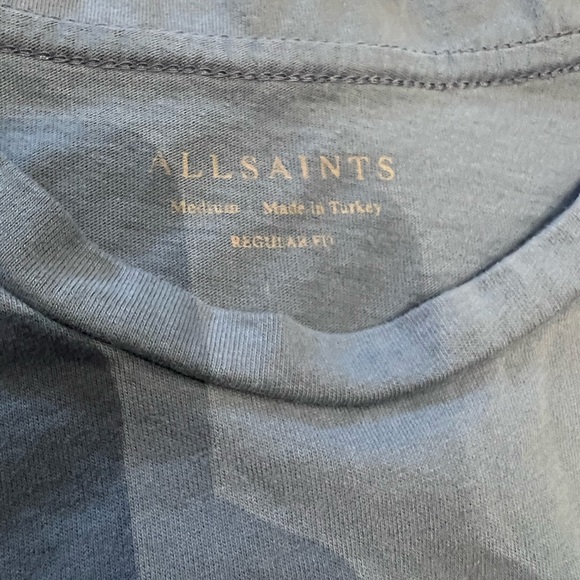 ALLSAINTS
Medium Made in Turkey
REGULAR FIT